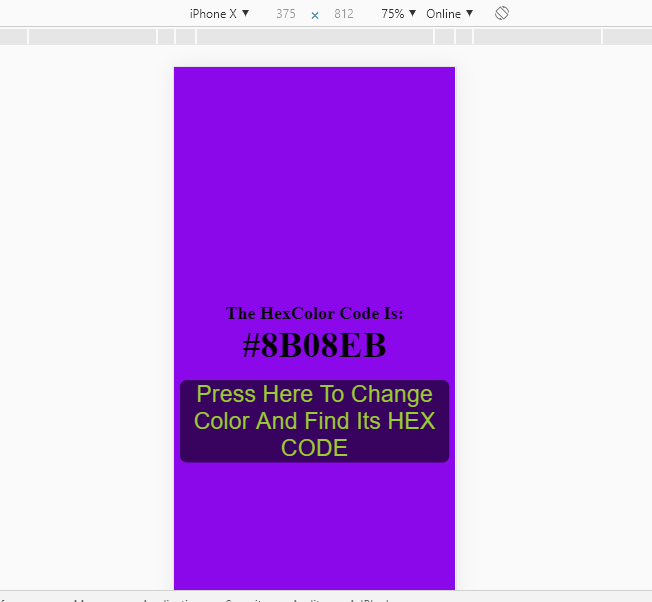 iPhone X ▼ 375 × 812 75% ▼ Online ▼
The HexColor Code Is:
#8B08EB
Press Here To Change
Color And Find Its HEX
CODE